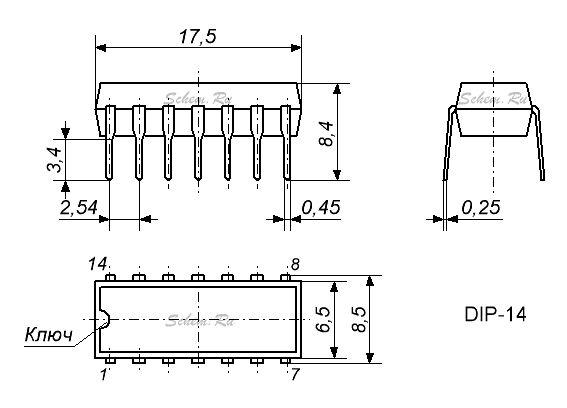 17,5
Schem.Ru
Schem.Ru
3,4
8,4
2,54
0,45
0,25
14
8
Schem.Ru
6,5
8,5
DIP-14
Ключ
1
7